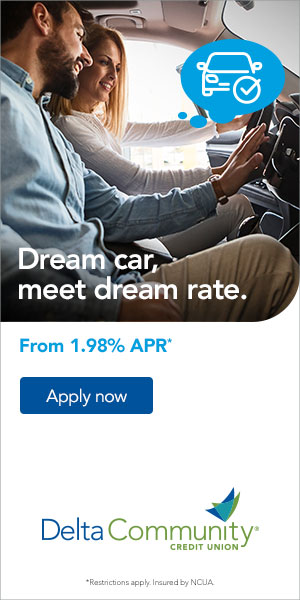 Dream car,
meet dream rate.
From 1.98% APR*
Apply now
Delta Community®
CREDIT UNION
*Restrictions apply. Insured by NCUA.